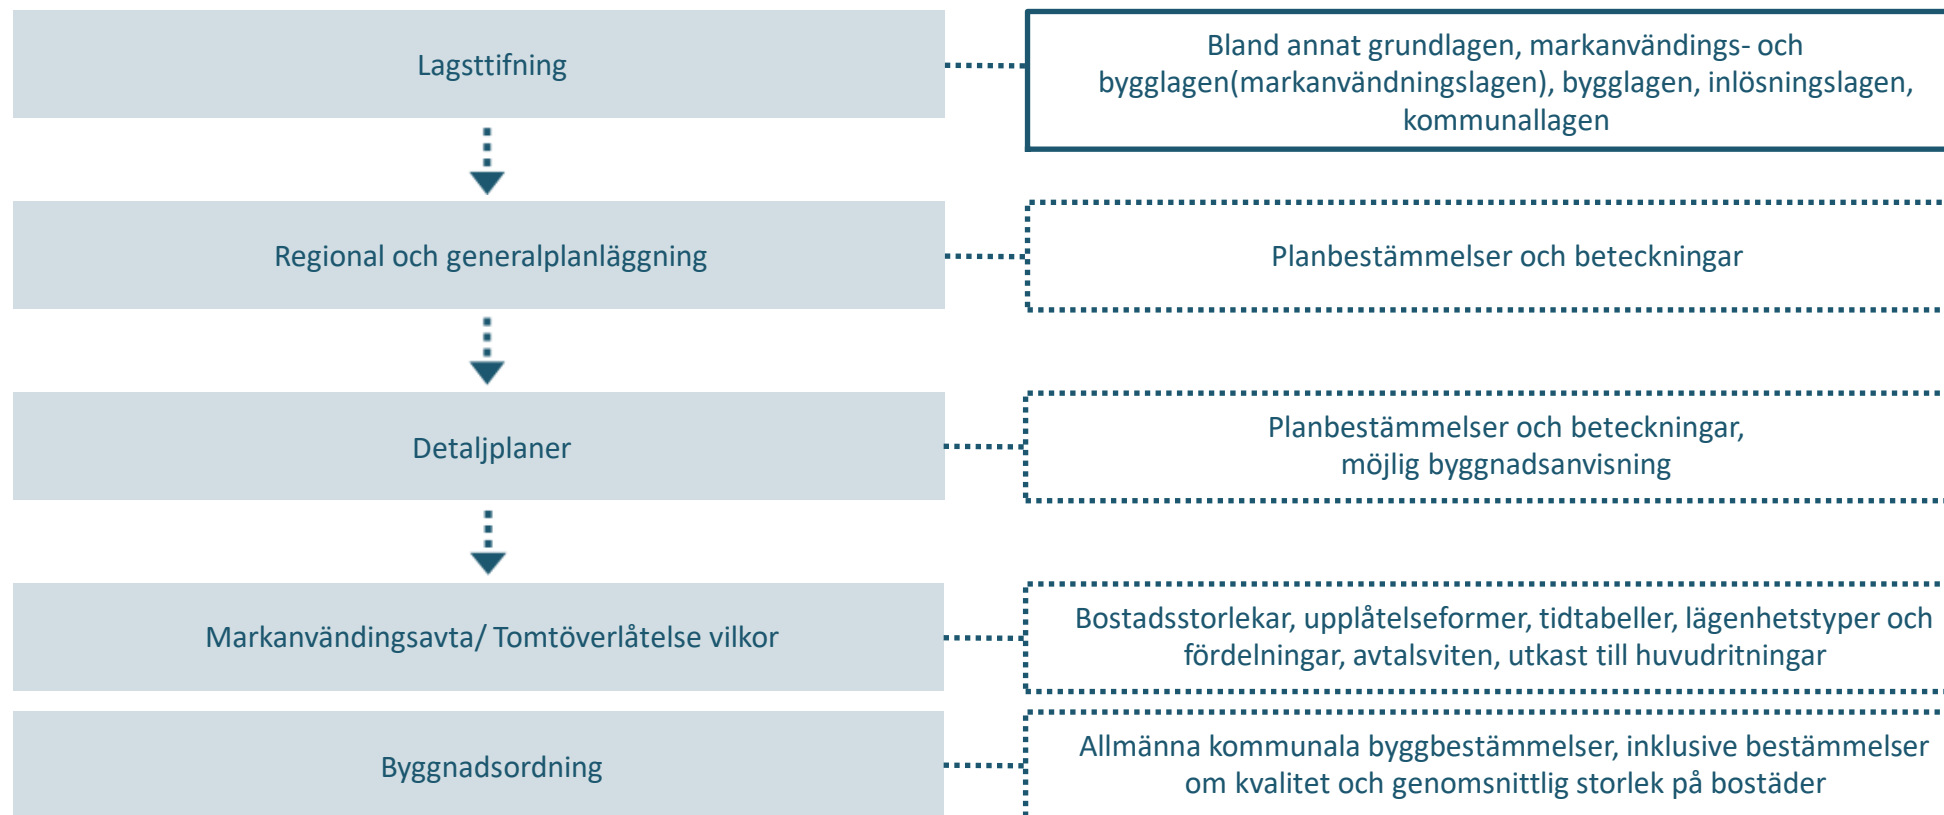 Lagsttifning
Bland annat grundlagen, markanvändings- och
bygglagen(markanvändningslagen), bygglagen, inlösningslagen,
kommunallagen
Regional och generalplanläggning
Planbestämmelser och beteckningar
Detaljplaner
Planbestämmelser och beteckningar,
möjlig byggnadsanvisning
Markanvändingsavta/ Tomtöverlåtelse vilkor
Bostadsstorlekar, upplåtelseformer, tidtabeller, lägenhetstyper och
fördelningar, avtalsviten, utkast till huvudritningar
Byggnadsordning
Allmänna kommunala byggbestämmelser, inklusive bestämmelser
om kvalitet och genomsnittlig storlek på bostäder